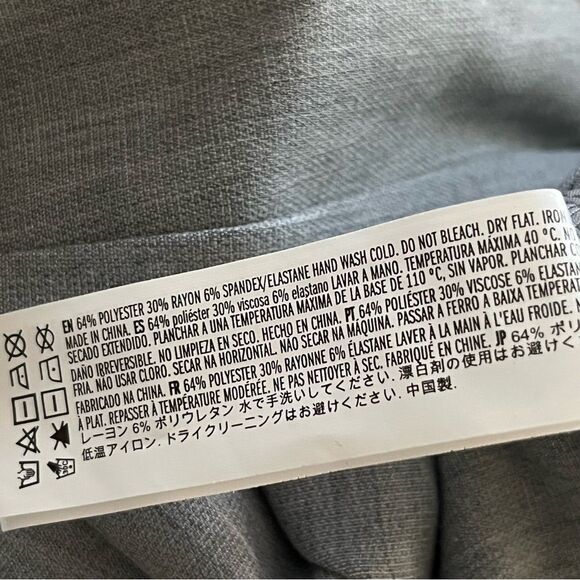 EN 64% POLYESTER 30% RAYON 6% SPANDEX/ELASTANE HAND WASH COLD. DO NOT BLEACH. DRY FLAT. IRON
MADE IN CHINA. ES 64% poliéster 30% viscosa 6% elastano LAVAR A MANO. TEMPERATURA MÁXIMA 40 °C.
SECADO EXTENDIDO. PLANCHAR A UNA TEMPERATURA MÁXIMA DE LA BASE DE 110 °C, SIN VAPOR. PLANCHAR
DAÑO IRREVERSIBLE. NO LIMPIEZA EN SECO. HECHO EN CHINA. PT 64% POLIÉSTER 30% VISCOSE 6% ELASTAN
FRIA. NÃO USAR CLORO. SECAR NA HORIZONTAL. NÃO SECAR NA MAQUINA. PASSAR A FERRO A BAIXA TEMPERAT
FABRICADO NA CHINA. FR 64% POLYESTER 30% RAYONNE 6% ÉLASTANE LAVER À LA MAIN À L'EAU FROIDE.
À PLAT. REPASSER À TEMPÉRATURE MODÉRÉE. NE PAS NETTOYER À SEC. FABRIQUÉ EN CHINE. JP 64% ポリ
レーヨン 6% ポリウレタン 水で手洗いしてください。漂白剤の使用はお避けく
低温アイロン。ドライクリーニングはお避けください。中国製。